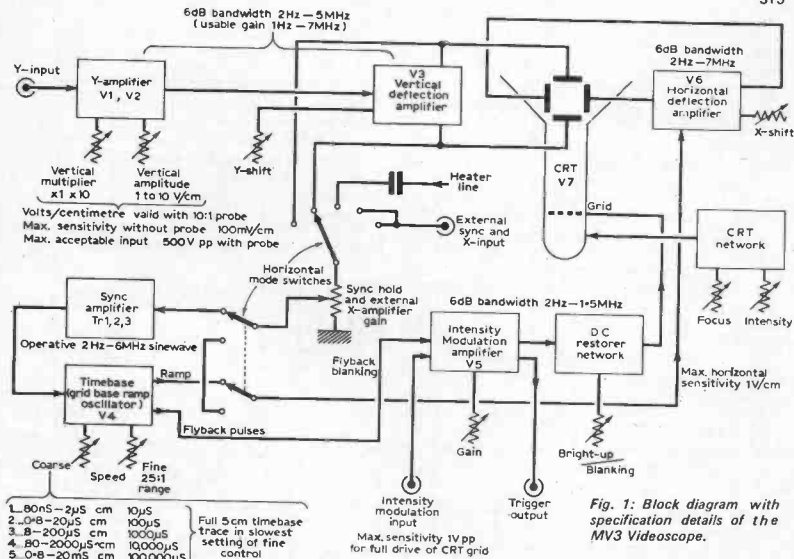 315
6dB bandwidth 2Hz-5MHz
(usable gain 1Hz-7MHz)
6dB bandwidth
2Hz-7MHz
Y-input
Y-amplifier
V1, V2
V3
Vertical
deflection
amplifier
V6
Horizontal
deflection
amplifier
X-shift
Vertical
multiplier
x1 x10
Vertical
amplitude
1 to 10 V/cm
Y-shift
Heater
line
CRT
V7
Grid
Volts/centimetre valid with 10:1 probe
Max. sensitivity without probe 100mV/cm
Max. acceptable input 500V pp with probe
External
sync and
X-input
CRT
network
Focus
Intensity
Horizontal
mode switches
Sync hold
and external
X-amplifier
gain
Sync
amplifier
Tr1,2,3
Operative 2Hz-6MHz sinewave
6dB bandwidth 2Hz-1·5MHz
Intensity
Modulation
amplifier
V5
DC
restorer
network
Flyback
blanking
Max. horizontal
sensitivity 1V/cm
Timebase
(grid base ramp
oscillator)
V4
Ramp
Flyback pulses
Gain
Bright-up
Blanking
Coarse
Speed
Fine
25:1
range
1...80nS-2µS cm 10µS
2...0·8-20µS cm 100µS
3...8-200µS cm 1000µS
4...80-2000µS cm 10,000µS
5...0·8-20mS cm 100,000µS
Full 5cm timebase
trace in slowest
setting of fine
control
Intensity
modulation
input
Trigger
output
Max. sensitivity 1V pp
for full drive of CRT grid
Fig. 1: Block diagram with
specification details of the
MV3 Videoscope.